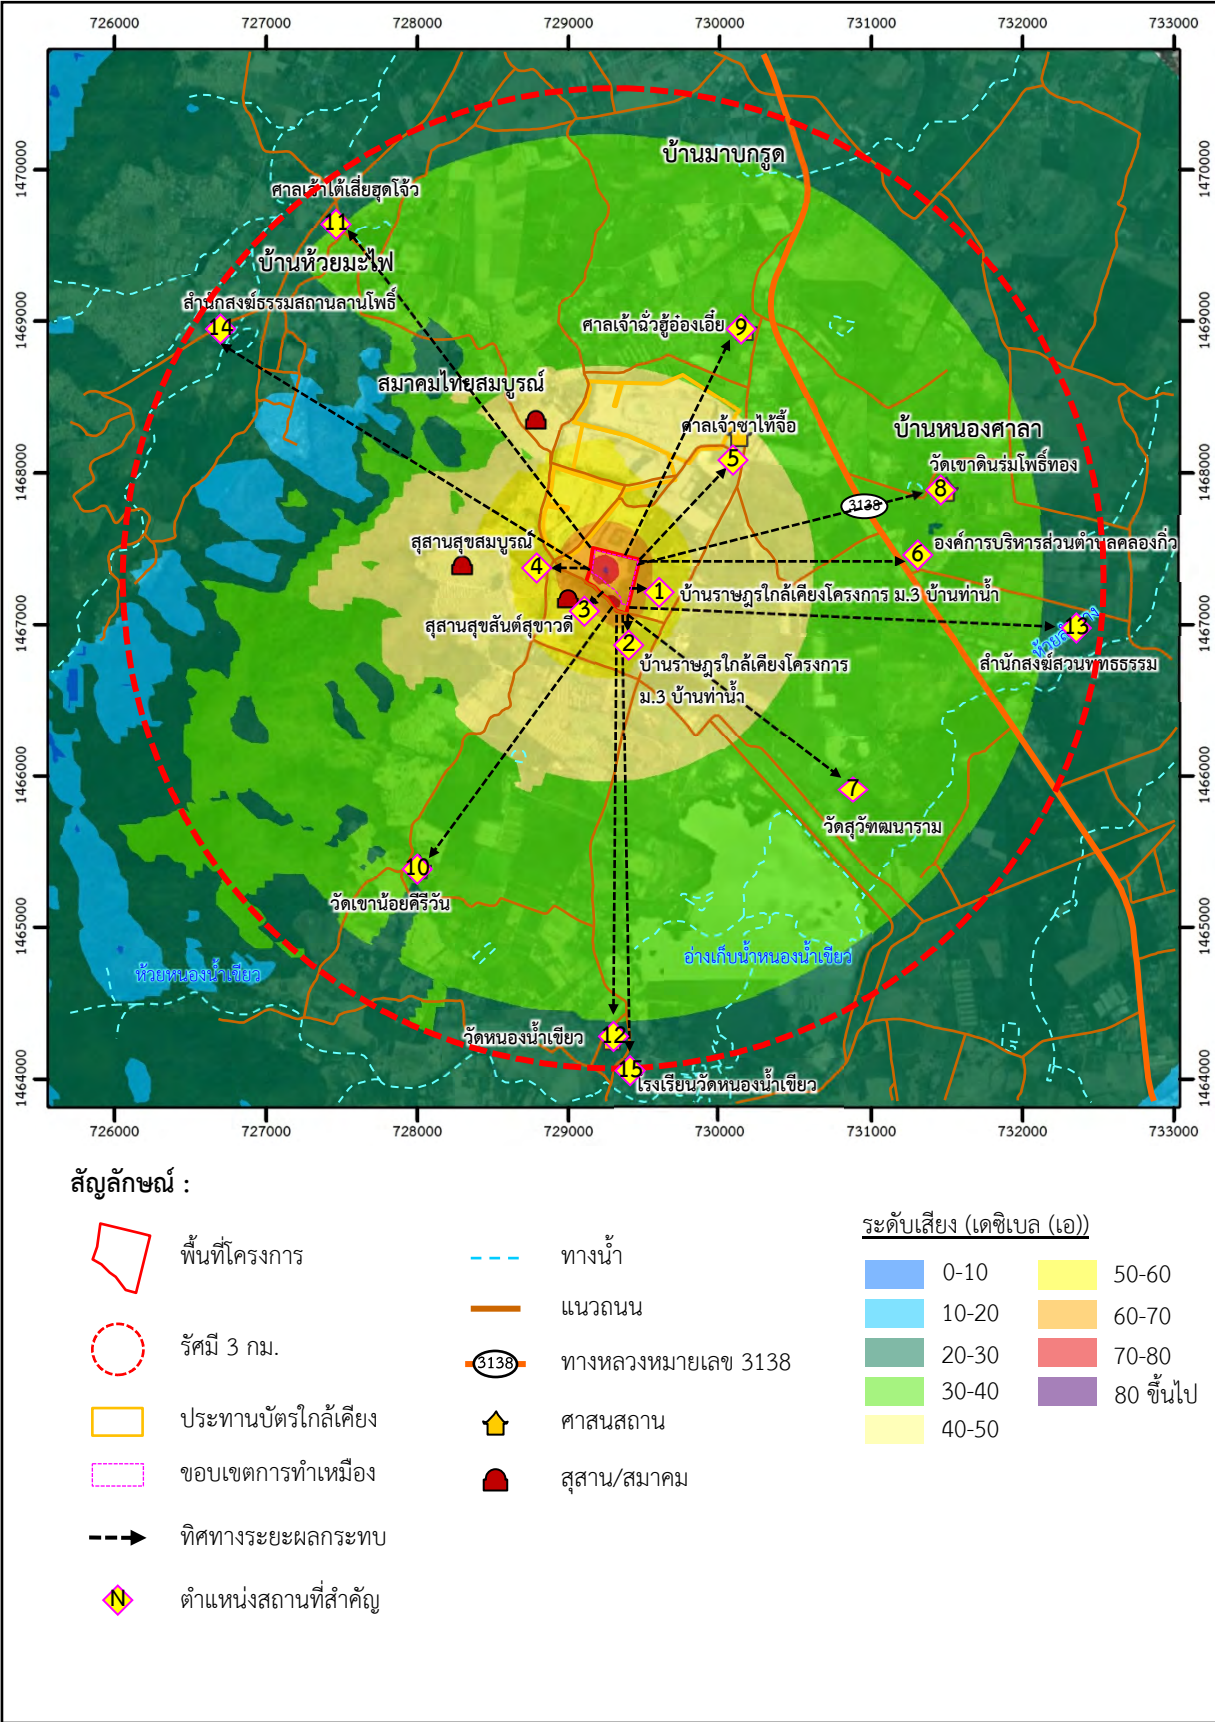 726000 727000 728000 729000 730000 731000 732000 733000
1470000 1470000
1469000 1469000
1468000 1468000
1467000 1467000
1466000 1466000
1465000 1465000
1464000 1464000
บ้านมาบกรูด
ศาลเจ้าไต้เสี่ยฮุดโจ้ว
11
บ้านห้วยมะไฟ
สำนักสงฆ์ธรรมสถานลานโพธิ์
14
ศาลเจ้าฉั่วฮู้อ๋องเอี๋ย
9
สมาคมไทยสมบูรณ์
ศาลเจ้าซาไท้จื้อ
5
บ้านหนองศาลา
วัดเขาดินร่มโพธิ์ทอง
8
3138
สุสานสุขสมบูรณ์
4
องค์การบริหารส่วนตำบลคลองกิ่ว
6
1
บ้านราษฎรใกล้เคียงโครงการ ม.3 บ้านท่าน้ำ
3
สุสานสุขสันต์สุขาวดี
13
สำนักสงฆ์สวนพุทธธรรม
2
บ้านราษฎรใกล้เคียงโครงการ
ม.3 บ้านท่าน้ำ
7
วัดสุวัฑฒนาราม
10
วัดเขาน้อยคีรีวัน
อ่างเก็บน้ำหนองน้ำเขียว
ห้วยหนองน้ำเขียว
วัดหนองน้ำเขียว
12
15
โรงเรียนวัดหนองน้ำเขียว
726000 727000 728000 729000 730000 731000 732000 733000
สัญลักษณ์ :
พื้นที่โครงการ
รัศมี 3 กม.
ประทานบัตรใกล้เคียง
ขอบเขตการทำเหมือง
ทิศทางระยะผลกระทบ
N
ตำแหน่งสถานที่สำคัญ
ทางน้ำ
แนวถนน
3138
ทางหลวงหมายเลข 3138
ศาสนสถาน
สุสาน/สมาคม
ระดับเสียง (เดซิเบล (เอ))
0-10
10-20
20-30
30-40
40-50
50-60
60-70
70-80
80 ขึ้นไป